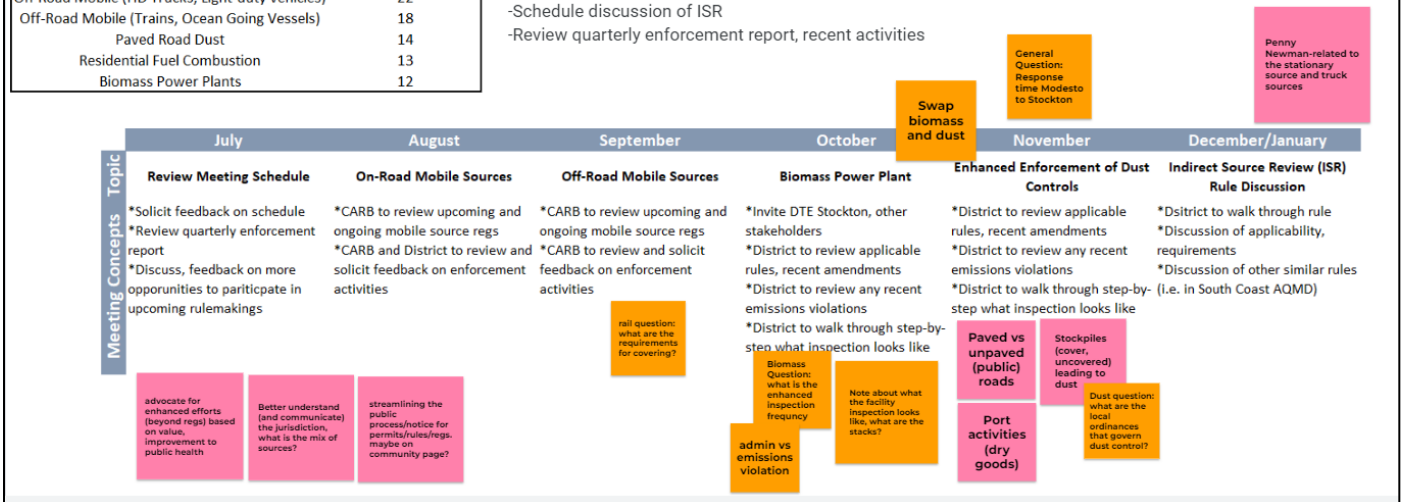 Off-Road Mobile (Trains, Ocean Going Vessels) 18
Paved Road Dust 14
Residential Fuel Combustion 13
Biomass Power Plants 12
-Schedule discussion of ISR
-Review quarterly enforcement report, recent activities
General
Question:
Response
time Modesto
to Stockton
Penny
Newman-related to
the stationary
source and truck
sources
Swap
biomass
and dust
July
August
September
October
November
December/January
Topic
Review Meeting Schedule
On-Road Mobile Sources
Off-Road Mobile Sources
Biomass Power Plant
Enhanced Enforcement of Dust
Controls
Indirect Source Review (ISR)
Rule Discussion
Meeting Concepts
*Solicit feedback on schedule
*Review quarterly enforcement
report
*Discuss, feedback on more
opporunities to pariticpate in
upcoming rulemakings
*CARB to review upcoming and
ongoing mobile source regs
*CARB and District to review and
solicit feedback on enforcement
activities
*CARB to review upcoming and
ongoing mobile source regs
*CARB to review and solicit
feedback on enforcement
activities
*Invite DTE Stockton, other
stakeholders
*District to review applicable
rules, recent amendments
*District to review any recent
emissions violations
*District to walk through step-by-
step what inspection looks like
*District to review applicable
rules, recent amendments
*District to review any recent
emissions violations
*District to walk through step-by-
step what inspection looks like
*Dsitrict to walk through rule
*Discussion of applicability,
requirements
*Discussion of other similar rules
(i.e. in South Coast AQMD)
rail question:
what are the
requirements
for covering?
advocate for
enhanced efforts
(beyond regs) based
on value,
improvement to
public health
Better understand
(and communicate)
the jurisdiction,
what is the mix of
sources?
streamlining the
public
process/notice for
permits/rules/regs.
maybe on
community page?
Biomass
Question:
what is the
enhanced
inspection
frequncy
admin vs
emissions
violation
Note about what
the facility
inspection looks
like, what are the
stacks?
Paved vs
unpaved
(public)
roads
Stockpiles
(cover,
uncovered)
leading to
dust
Port
activities
(dry
goods)
Dust question:
what are the
local
ordinances
that govern
dust control?